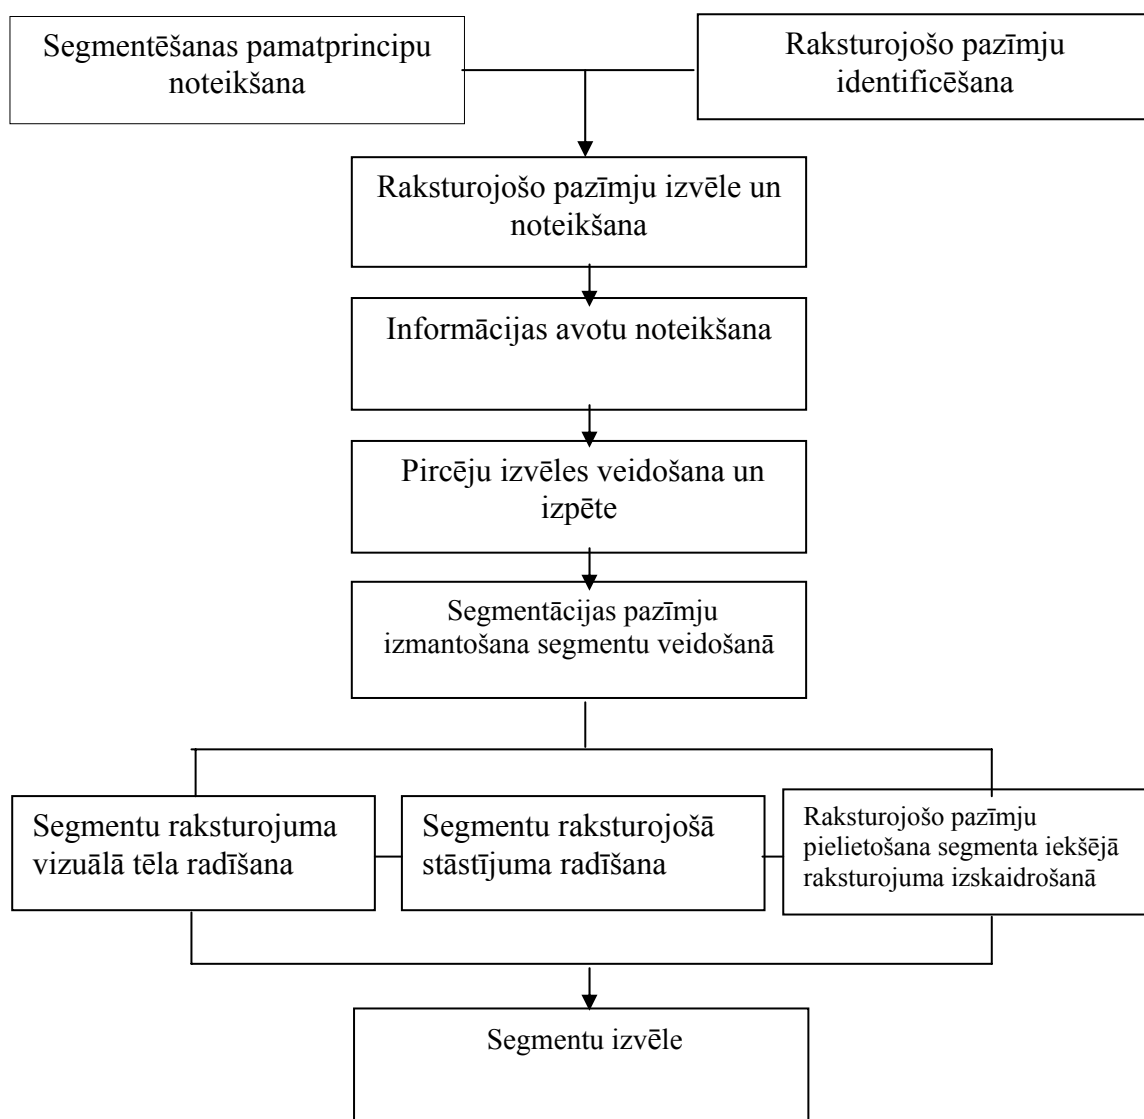 Segmentēšanas pamatprincipu
noteikšana
Raksturojošo pazīmju
identificēšana
Raksturojošo pazīmju izvēle un
noteikšana
Informācijas avotu noteikšana
Pircēju izvēles veidošana un
izpēte
Segmentācijas pazīmju
izmantošana segmentu veidošanā
Segmentu raksturojuma
vizuālā tēla radīšana
Segmentu raksturojošā
stāstījuma radīšana
Raksturojošo pazīmju
pielietošana segmenta iekšējā
raksturojuma izskaidrošanā
Segmentu izvēle